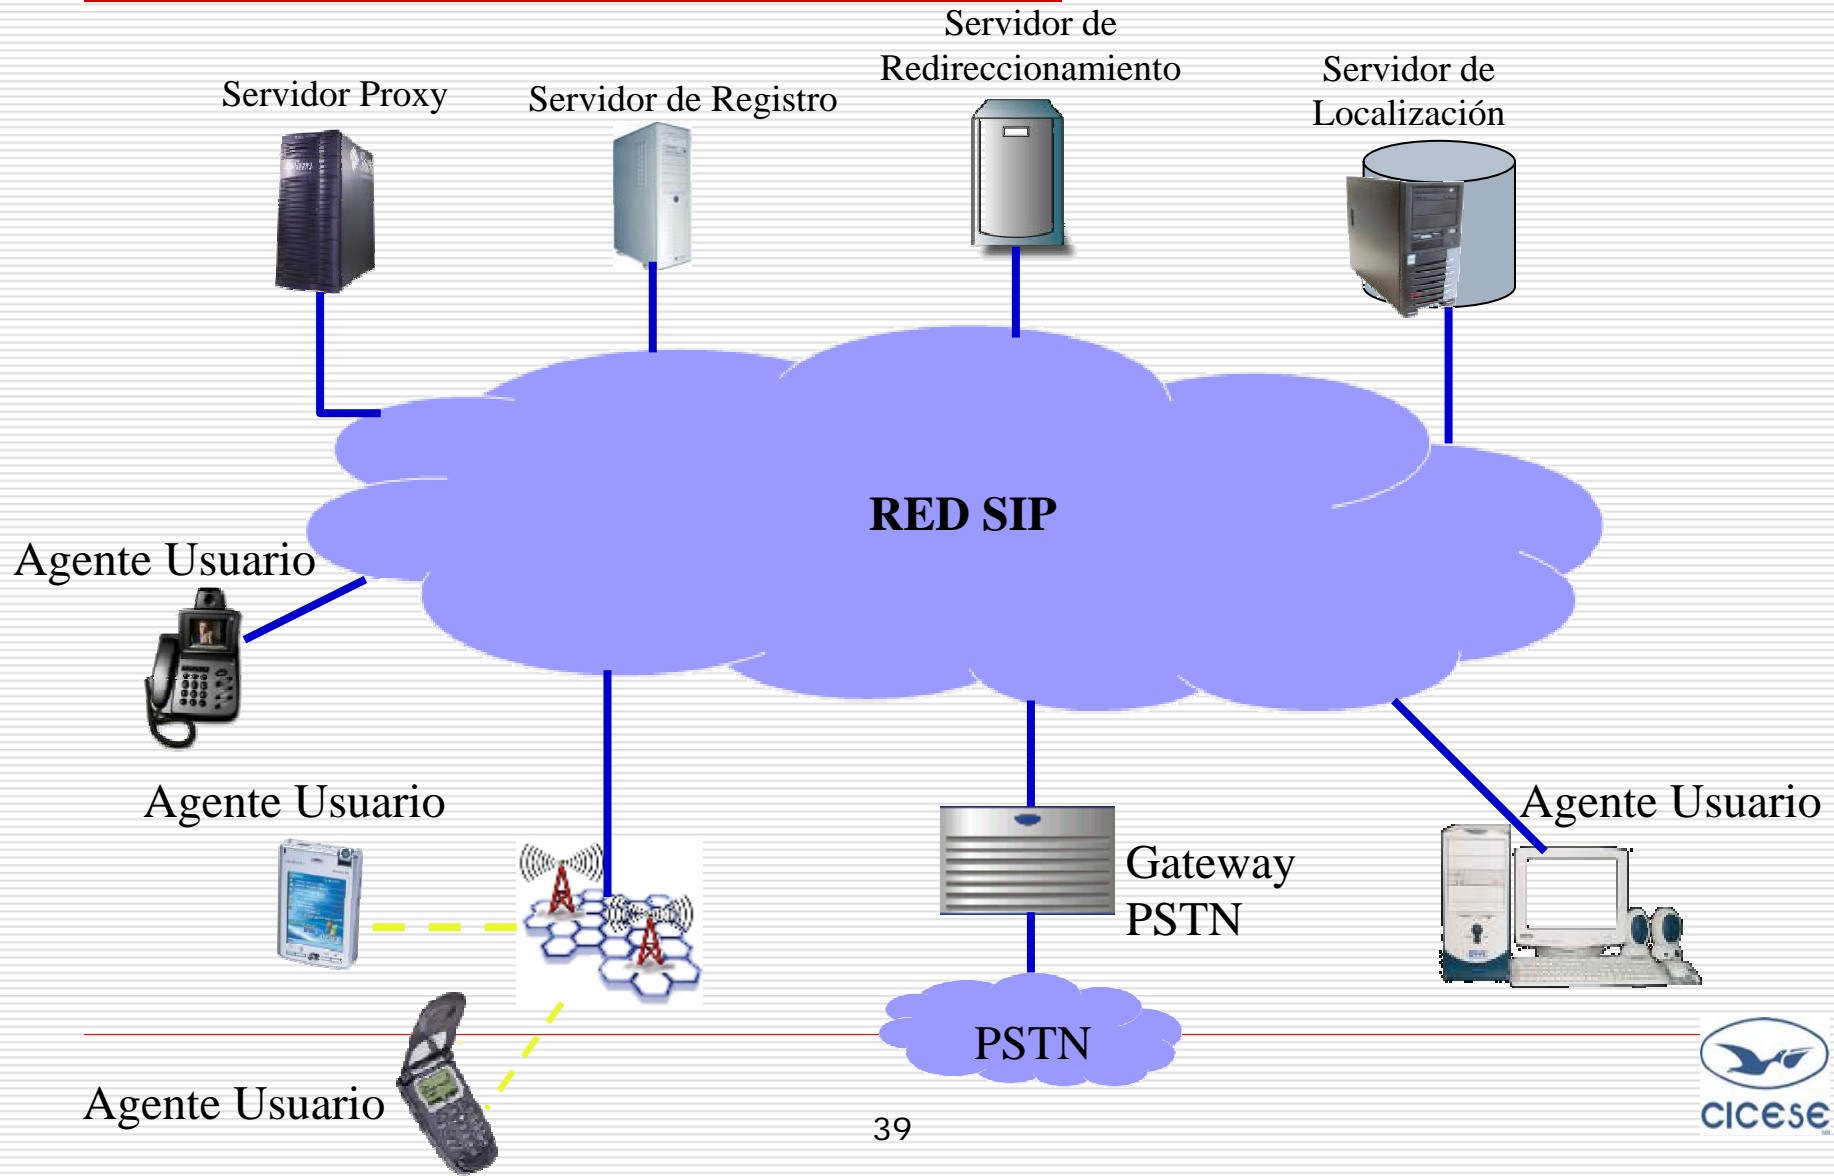 Servidor de
Redireccionamiento
Servidor de
Localización
Servidor Proxy
Servidor de Registro
RED SIP
Agente Usuario
Agente Usuario
Agente Usuario
Gateway
PSTN
PSTN
Agente Usuario
39
CICESE